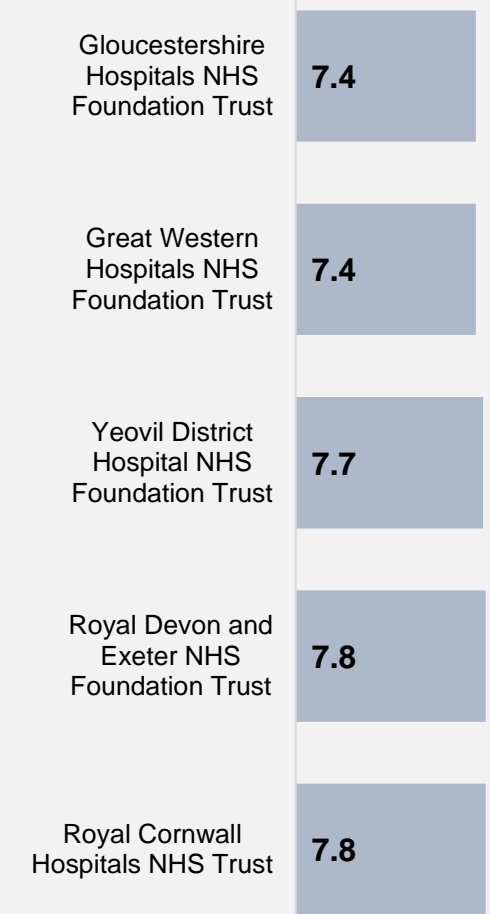 Gloucestershire
Hospitals NHS
Foundation Trust
7.4
Great Western
Hospitals NHS
Foundation Trust
7.4
Yeovil District
Hospital NHS
Foundation Trust
7.7
Royal Devon and
Exeter NHS
Foundation Trust
7.8
Royal Cornwall
Hospitals NHS Trust
7.8